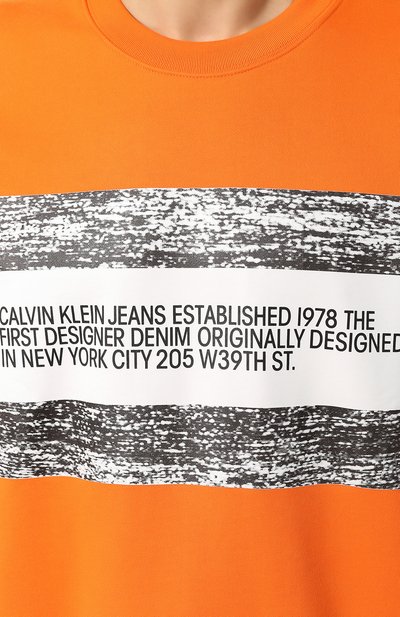 CALVIN KLEIN JEANS ESTABLISHED 1978 THE
FIRST DESIGNER DENIM ORIGINALLY DESIGNED
IN NEW YORK CITY 205 W39TH ST.